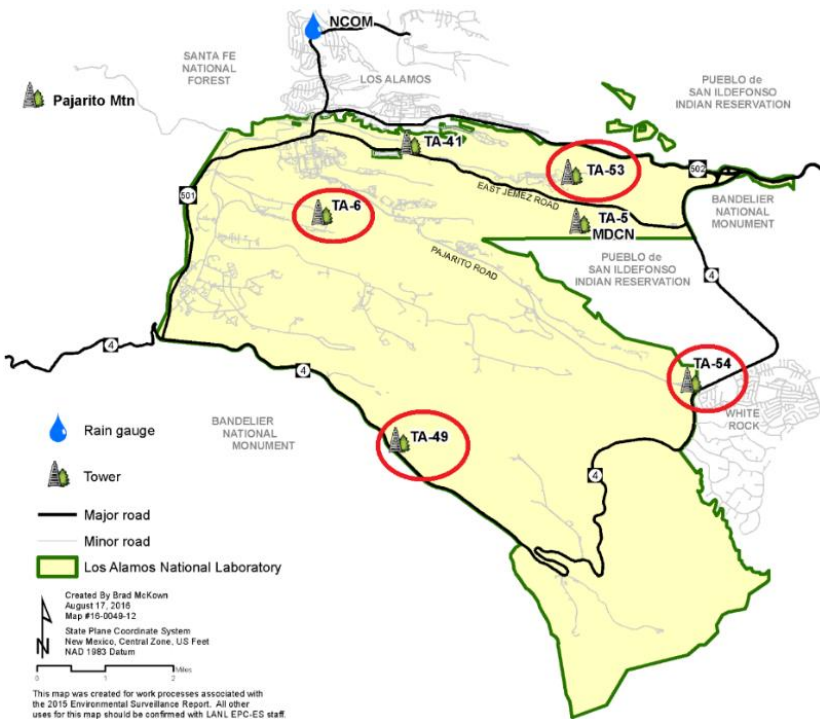 NCOM
SANTA FE
NATIONAL
FOREST
LOS ALAMOS
PUEBLO de
SAN ILDEFONSO
INDIAN RESERVATION
Pajarito Mtn
TA-41
TA-53
502
EAST JEMEZ ROAD
501
TA-6
TA-5
MDCN
BANDELIER
NATIONAL
MONUMENT
PAJARITO ROAD
PUEBLO de
SAN ILDEFONSO
INDIAN RESERVATION
4
4
4
TA-54
WHITE
ROCK
BANDELIER
NATIONAL
MONUMENT
TA-49
4
Rain gauge
Tower
Major road
Minor road
Los Alamos National Laboratory
Created By Brad McKown
August 17, 2016
Map #16-0049-12
State Plane Coordinate System
New Mexico, Central Zone, US Feet
NAD 1983 Datum
N
Miles
0 1 2
This map was created for work processes associated with
the 2015 Environmental Surveillance Report. All other
uses for this map should be confirmed with LANL EPC-ES staff.